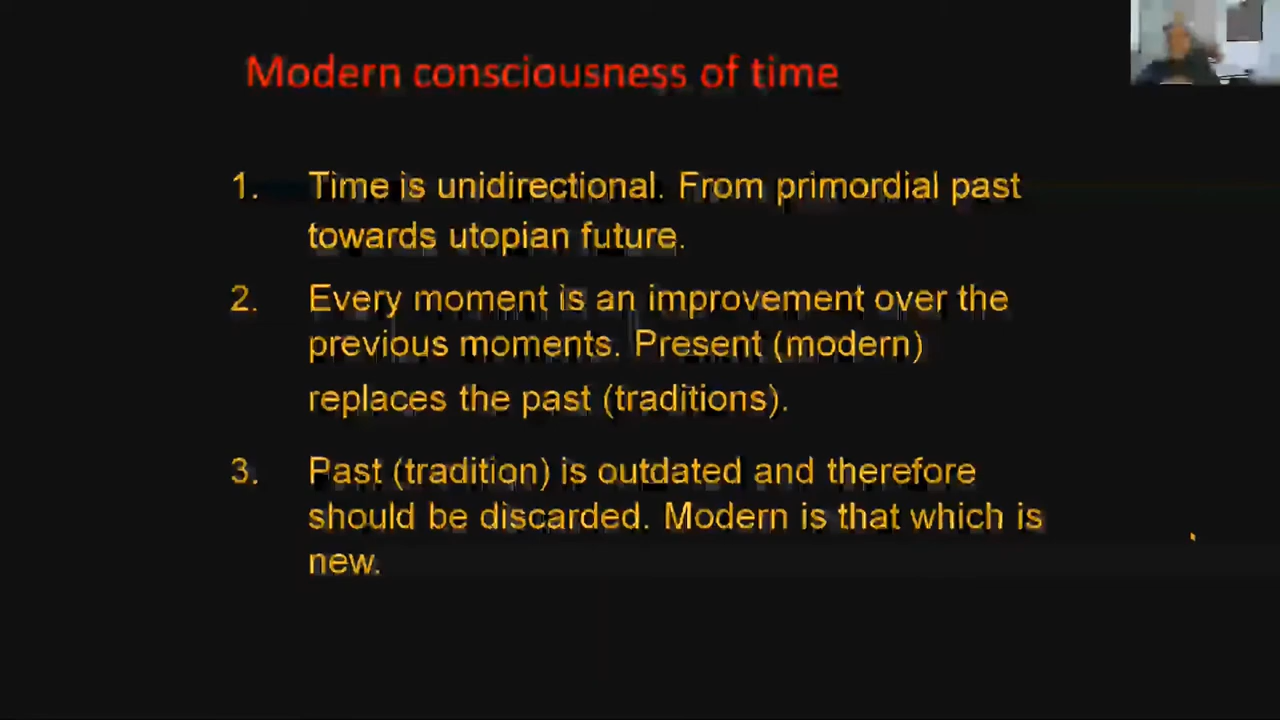 Modern consciousness of time
1. Time is unidirectional. From primordial past
towards utopian future.
2. Every moment is an improvement over the
previous moments. Present (modern)
replaces the past (traditions).
3. Past (tradition) is outdated and therefore
should be discarded. Modern is that which is
new.